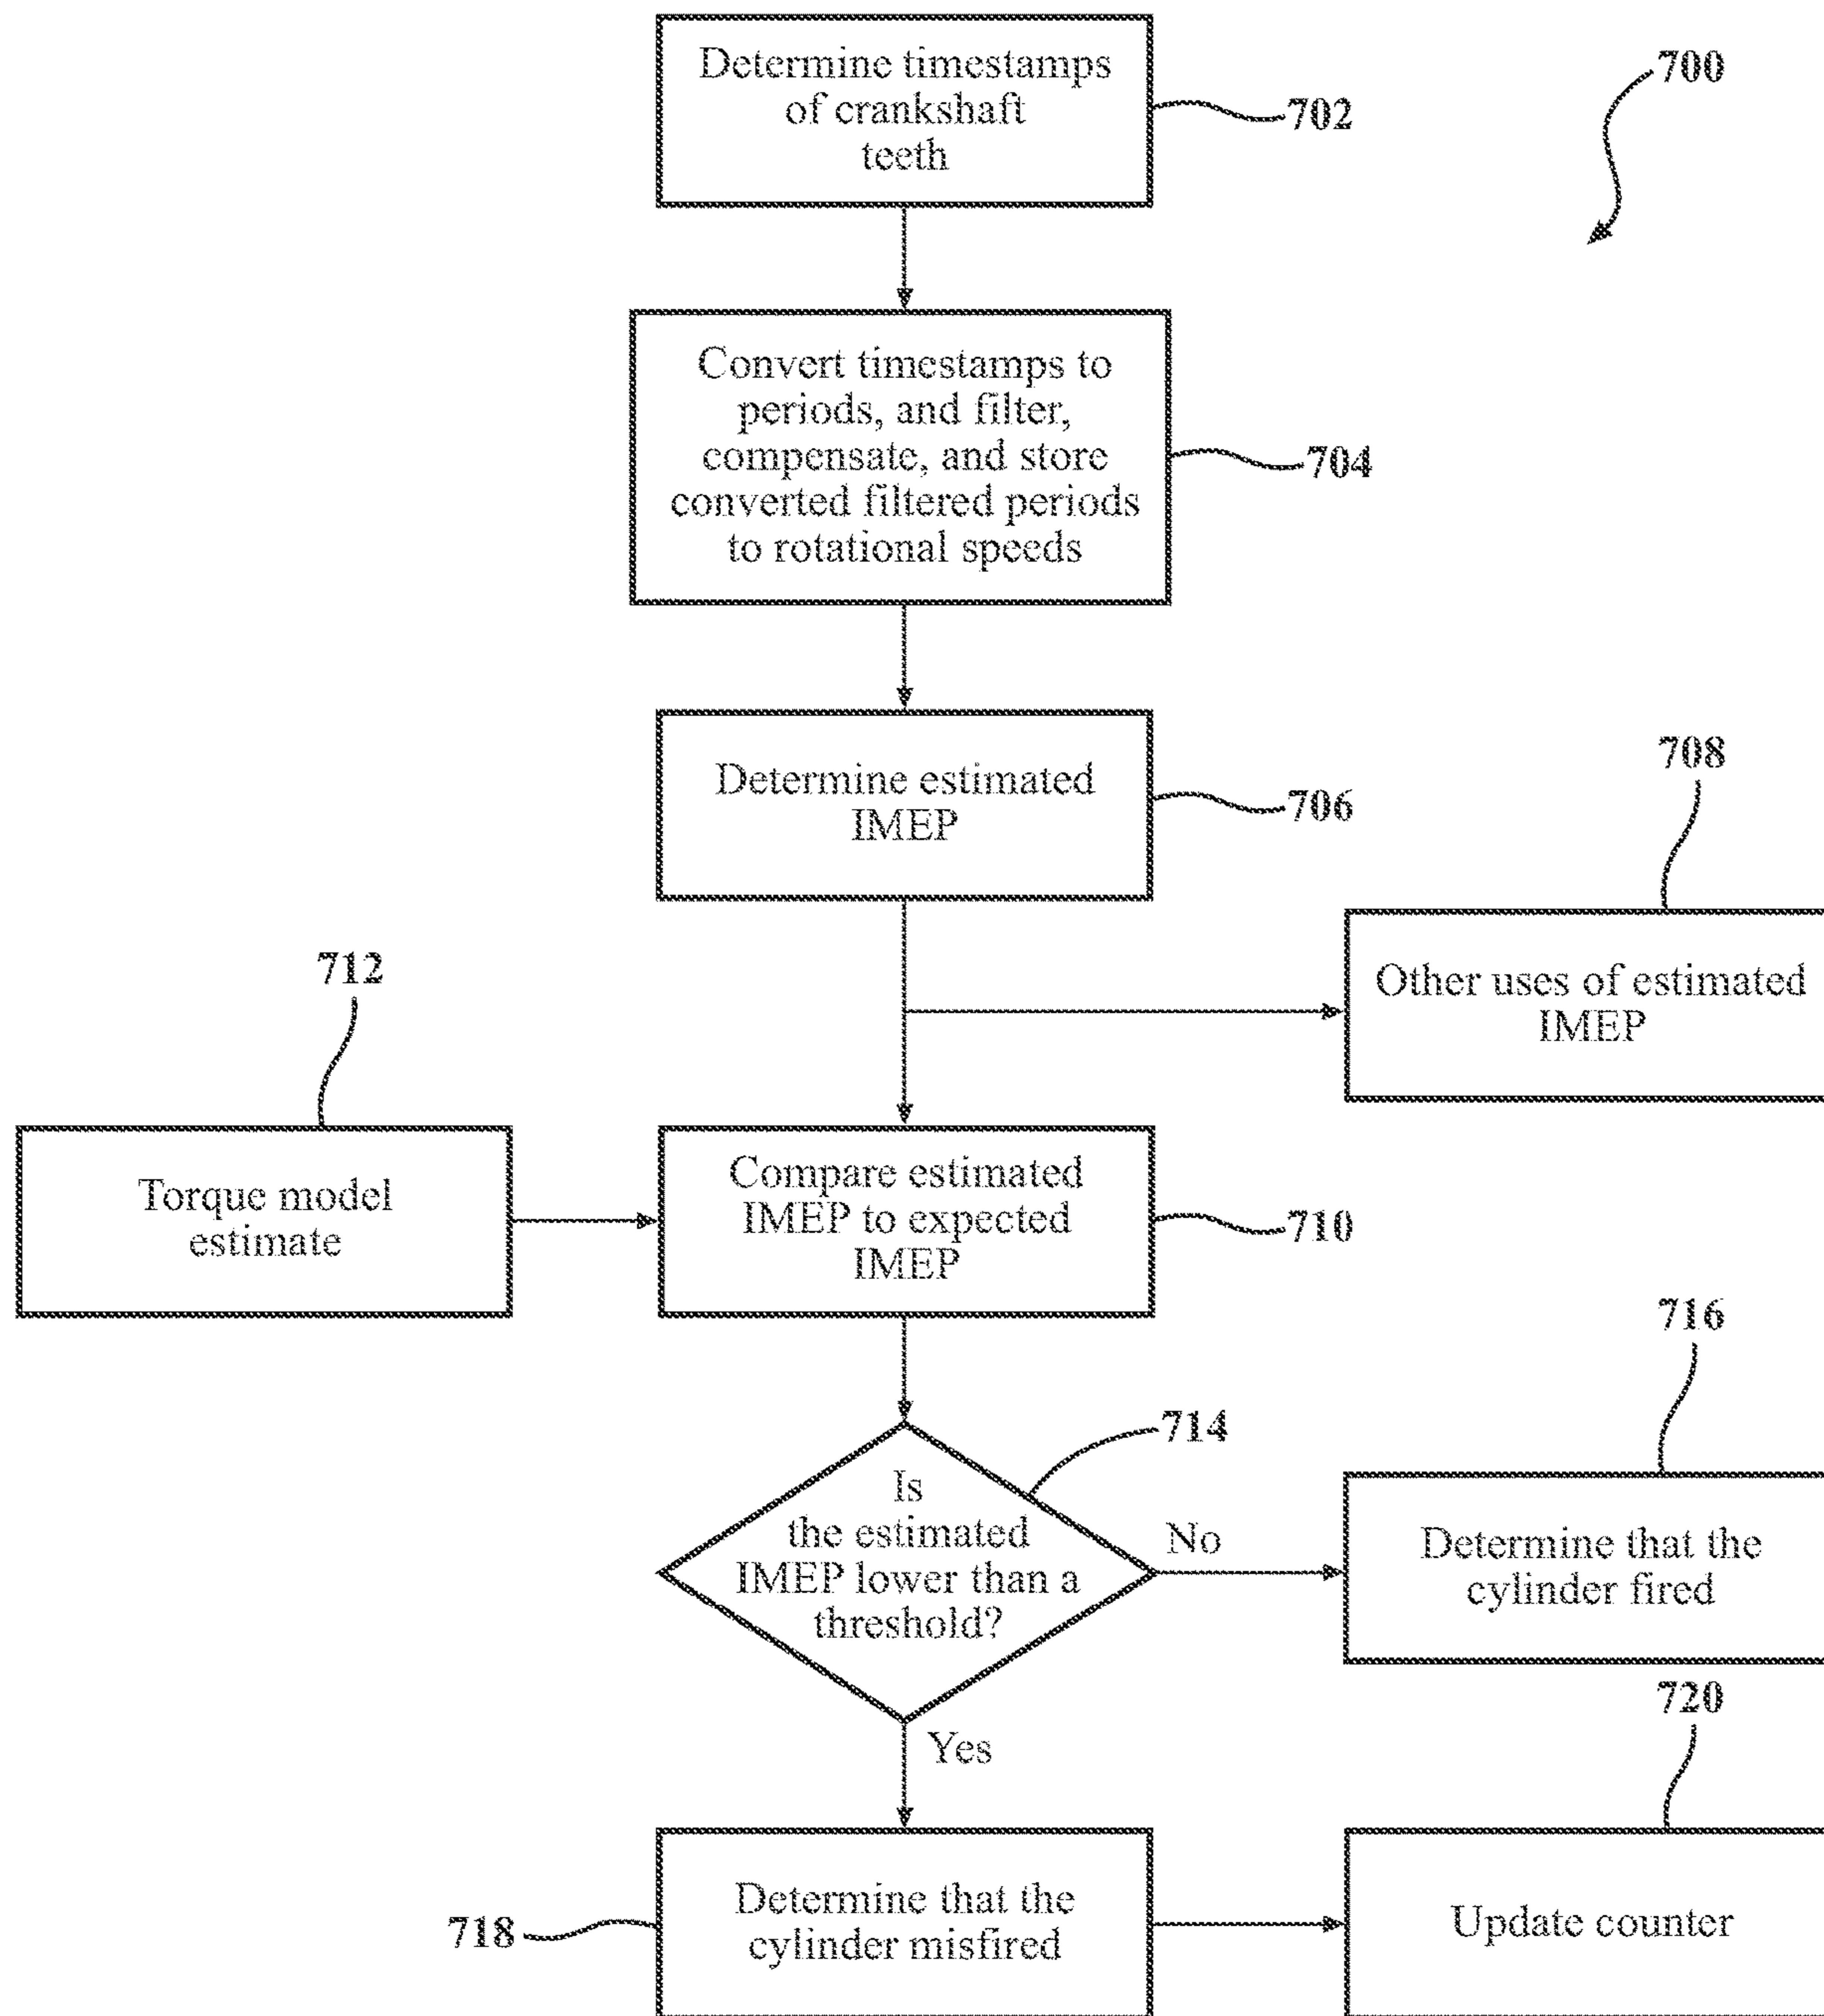 Determine timestamps
of crankshaft
teeth
702
700
Convert timestamps to
periods, and filter,
compensate, and store
converted filtered periods
to rotational speeds
704
Determine estimated
IMEP
706
708
Other uses of estimated
IMEP
712
Torque model
estimate
Compare estimated
IMEP to expected
IMEP
710
714
Is
the estimated
IMEP lower than a
threshold?
No
716
Determine that the
cylinder fired
Yes
718
Determine that the
cylinder misfired
720
Update counter